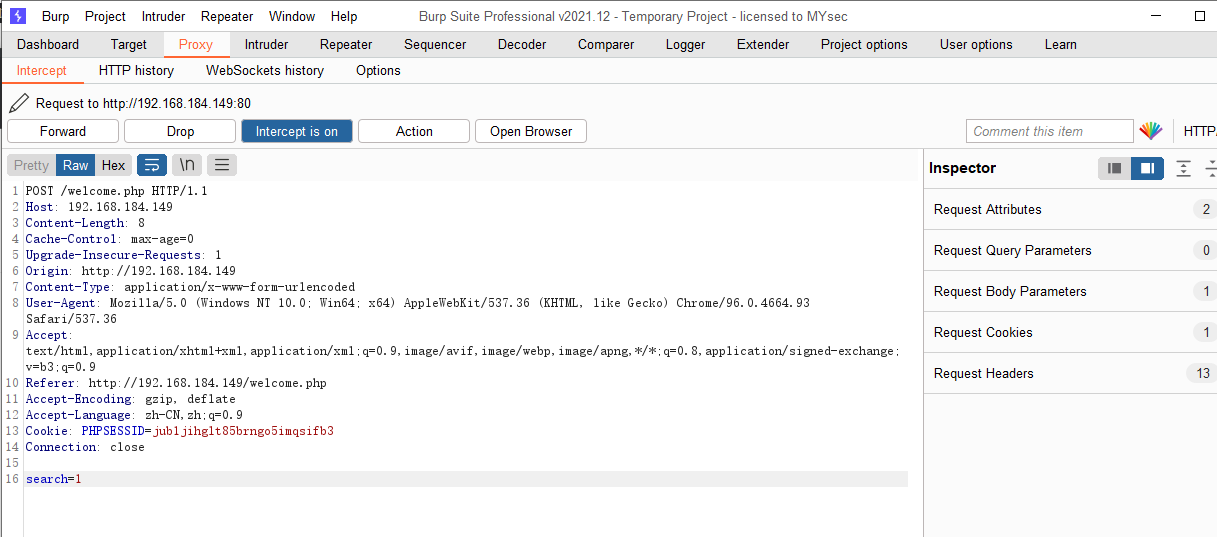 Burp Project Intruder Repeater Window Help Burp Suite Professional v2021.12 - Temporary Project - licensed to MYsec
Dashboard Target Proxy Intruder Repeater Sequencer Decoder Comparer Logger Extender Project options User options Learn
Intercept HTTP history WebSockets history Options
Request to http://192.168.184.149:80
Forward Drop Intercept is on Action Open Browser Comment this item HTTP/
Pretty Raw Hex \n
Inspector
1 POST /welcome.php HTTP/1.1
2 Host: 192.168.184.149
3 Content-Length: 8
4 Cache-Control: max-age=0
5 Upgrade-Insecure-Requests: 1
6 Origin: http://192.168.184.149
7 Content-Type: application/x-www-form-urlencoded
8 User-Agent: Mozilla/5.0 (Windows NT 10.0; Win64; x64) AppleWebKit/537.36 (KHTML, like Gecko) Chrome/96.0.4664.93
Safari/537.36
9 Accept:
text/html,application/xhtml+xml,application/xml;q=0.9,image/avif,image/webp,image/apng,*/*;q=0.8,application/signed-exchange;
v=b3;q=0.9
10 Referer: http://192.168.184.149/welcome.php
11 Accept-Encoding: gzip, deflate
12 Accept-Language: zh-CN,zh;q=0.9
13 Cookie: PHPSESSID=jubljihglt85brngo5imqsifb3
14 Connection: close
15
16 search=1
Request Attributes 2
Request Query Parameters 0
Request Body Parameters 1
Request Cookies 1
Request Headers 13